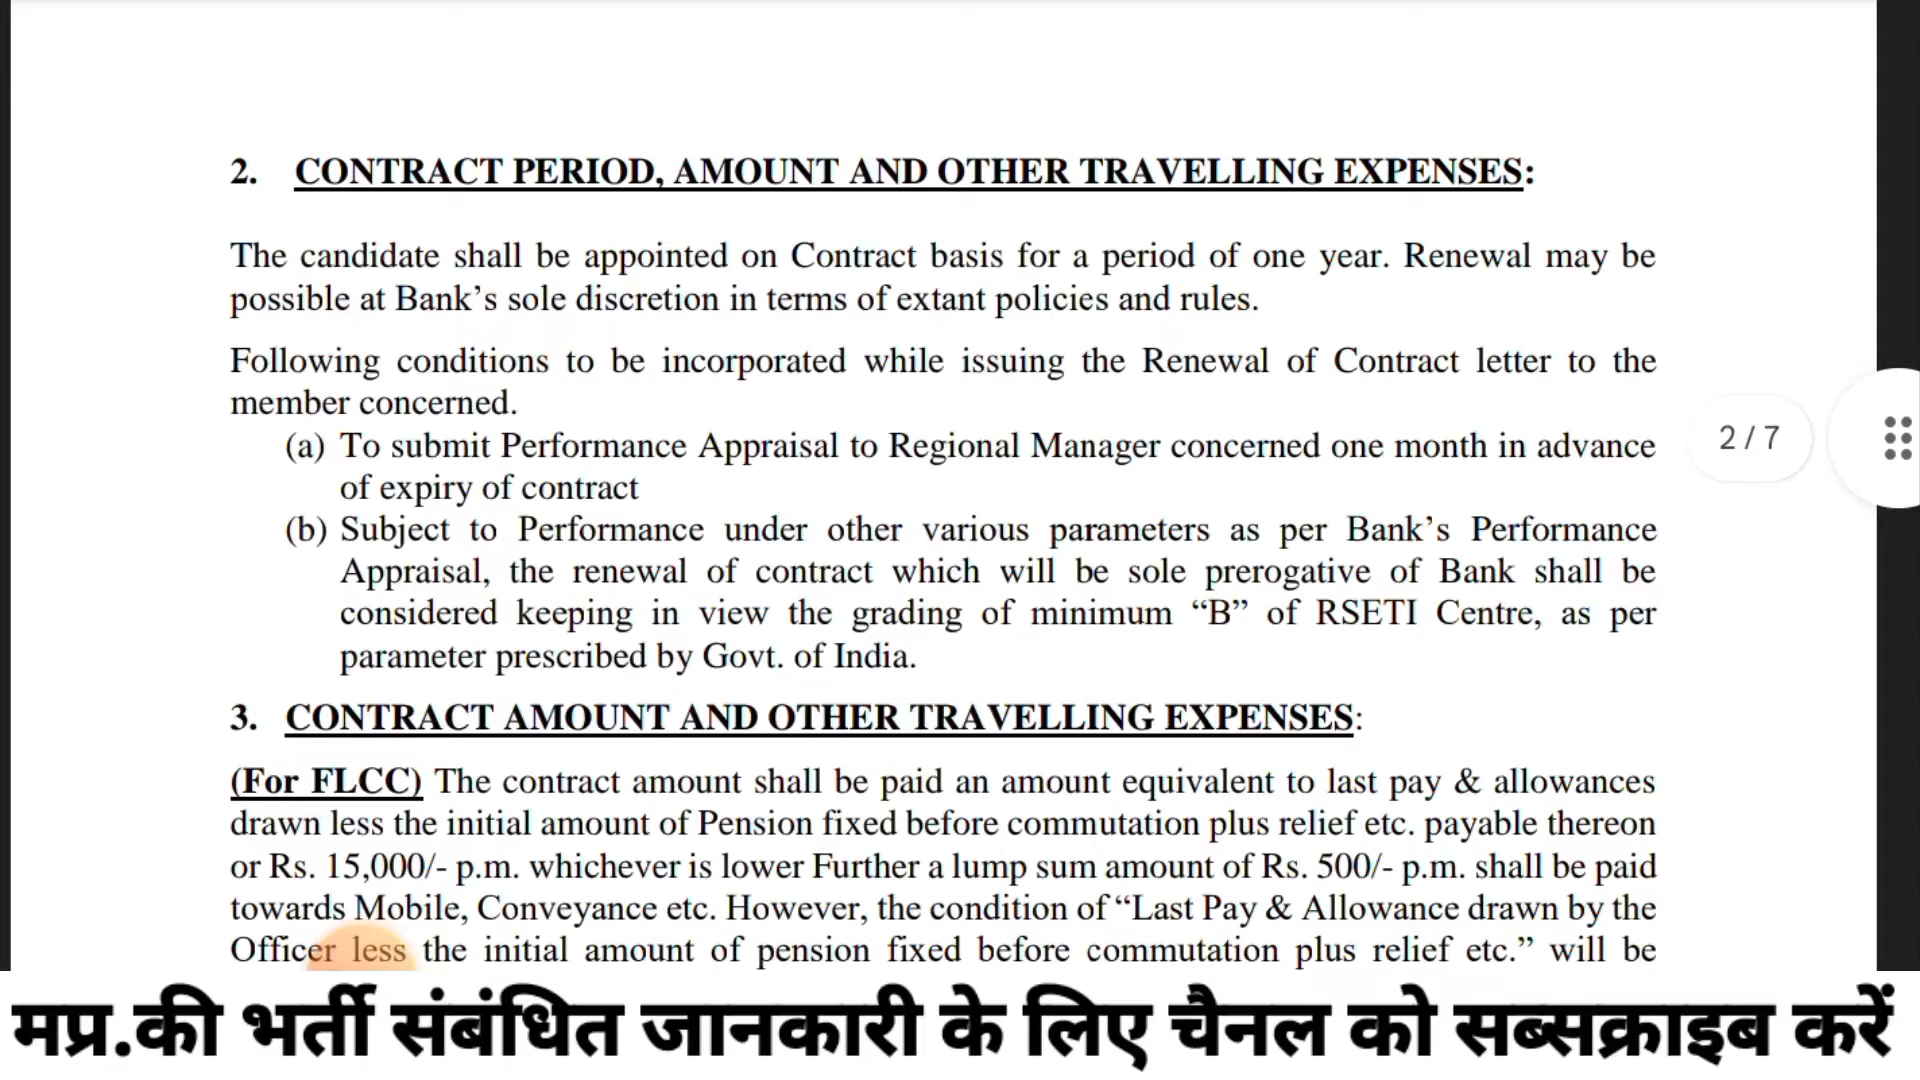 2. CONTRACT PERIOD, AMOUNT AND OTHER TRAVELLING EXPENSES:
The candidate shall be appointed on Contract basis for a period of one year. Renewal may be
possible at Bank’s sole discretion in terms of extant policies and rules.
Following conditions to be incorporated while issuing the Renewal of Contract letter to the
member concerned.
(a) To submit Performance Appraisal to Regional Manager concerned one month in advance
of expiry of contract
(b) Subject to Performance under other various parameters as per Bank’s Performance
Appraisal, the renewal of contract which will be sole prerogative of Bank shall be
considered keeping in view the grading of minimum “B” of RSETI Centre, as per
parameter prescribed by Govt. of India.
2 / 7
3. CONTRACT AMOUNT AND OTHER TRAVELLING EXPENSES:
(For FLCC) The contract amount shall be paid an amount equivalent to last pay & allowances
drawn less the initial amount of Pension fixed before commutation plus relief etc. payable thereon
or Rs. 15,000/- p.m. whichever is lower Further a lump sum amount of Rs. 500/- p.m. shall be paid
towards Mobile, Conveyance etc. However, the condition of “Last Pay & Allowance drawn by the
Officer less the initial amount of pension fixed before commutation plus relief etc.” will be
मप्र.की भर्ती संबंधित जानकारी के लिए चैनल को सब्सक्राइब करें